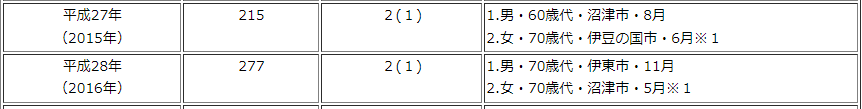 平成27年
（2015年）
215
2 ( 1 )
1.男・60歳代・沼津市・8月
2.女・70歳代・伊豆の国市・6月※１
平成28年
（2016年）
277
2 ( 1 )
1.男・70歳代・伊東市・11月
2.女・70歳代・沼津市・5月※１